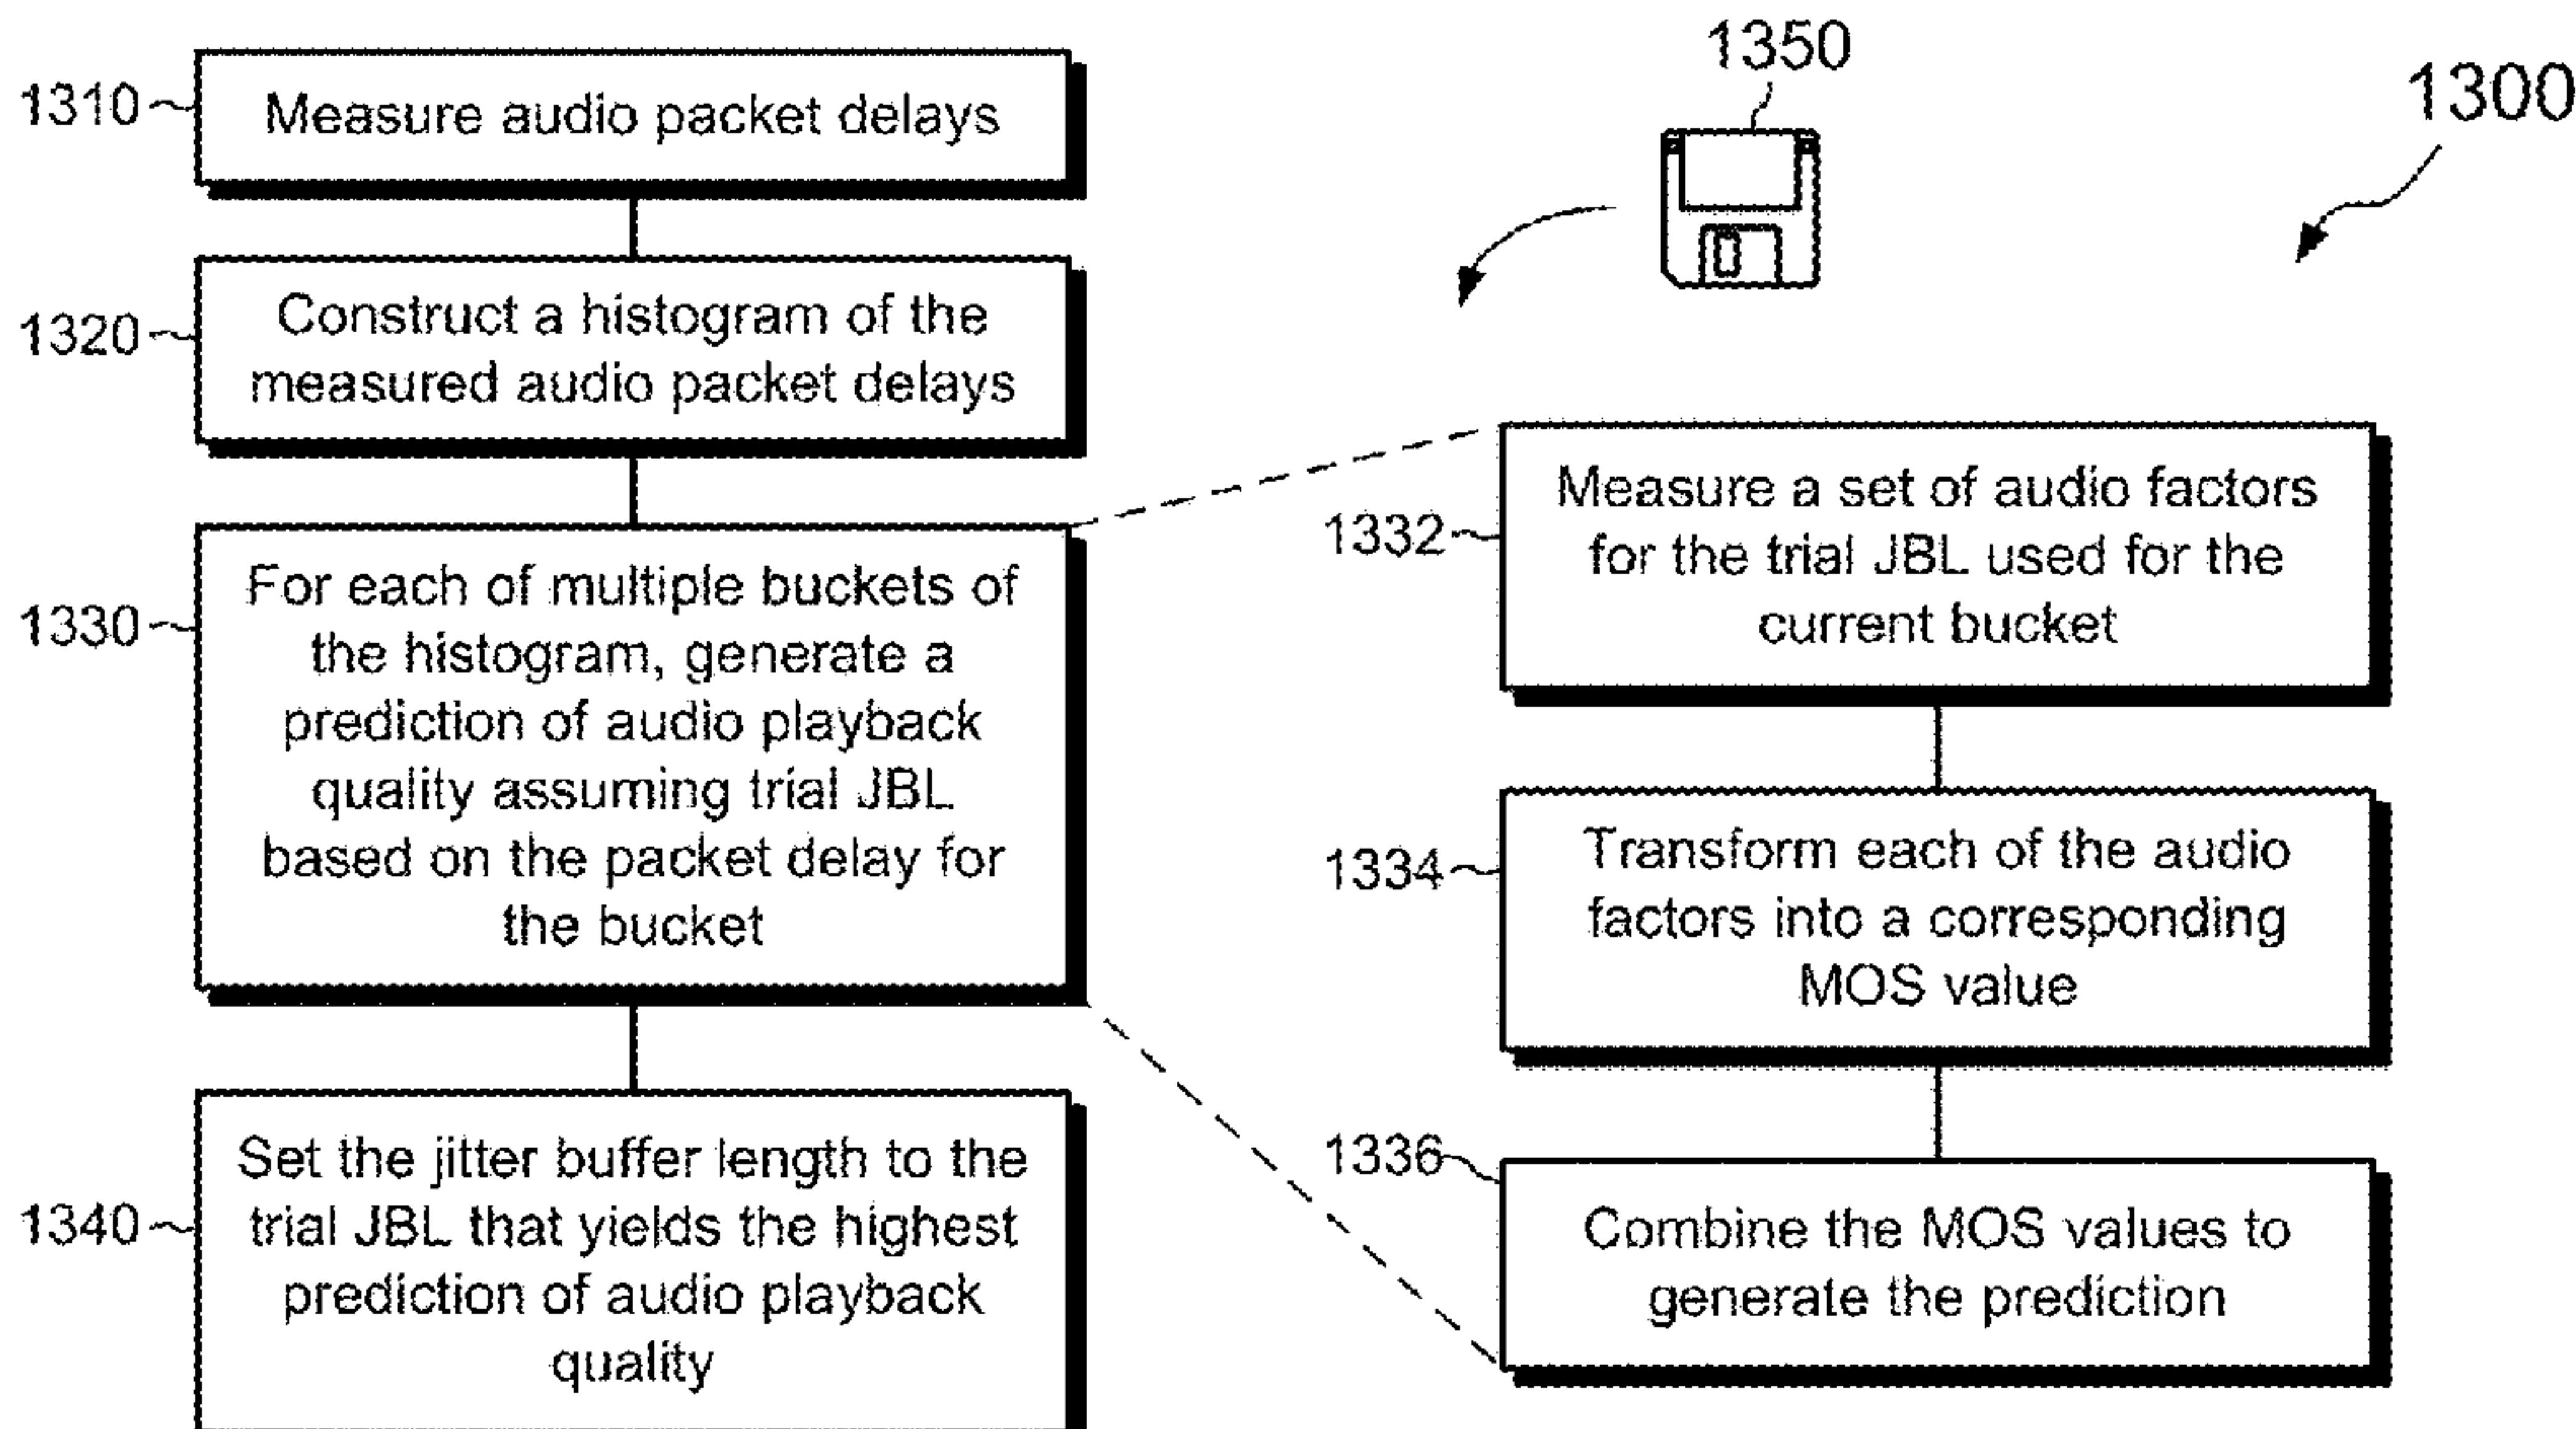 1310
Measure audio packet delays
1320
Construct a histogram of the
measured audio packet delays
1330
For each of multiple buckets of
the histogram, generate a
prediction of audio playback
quality assuming trial JBL
based on the packet delay for
the bucket
1340
Set the jitter buffer length to the
trial JBL that yields the highest
prediction of audio playback
quality
1350
1300
1332
Measure a set of audio factors
for the trial JBL used for the
current bucket
1334
Transform each of the audio
factors into a corresponding
MOS value
1336
Combine the MOS values to
generate the prediction